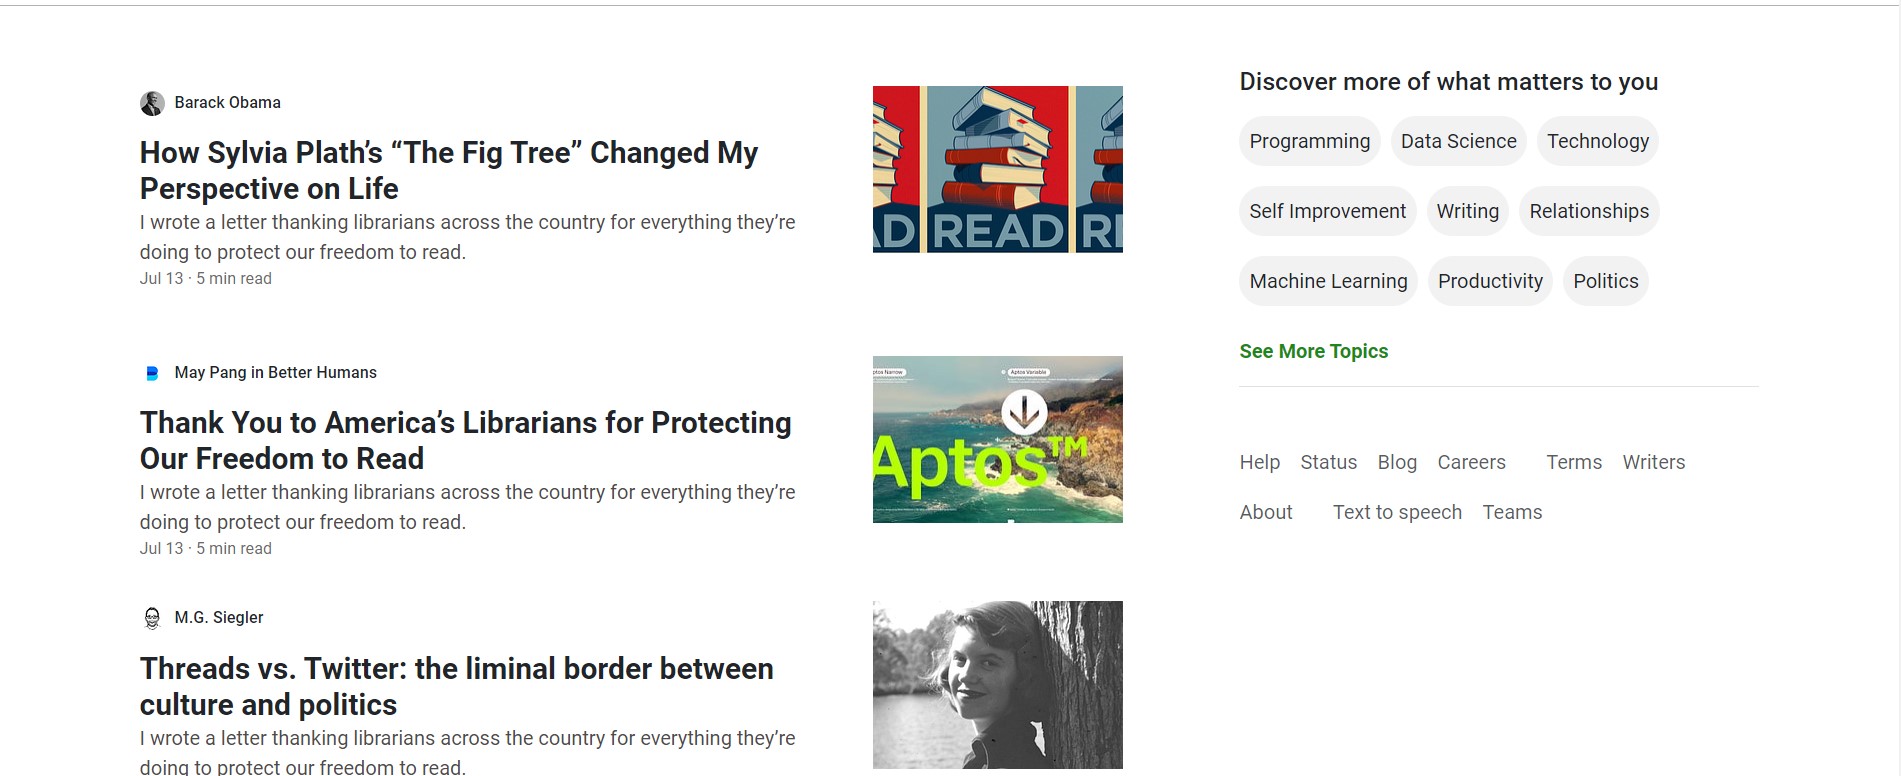 Barack Obama
How Sylvia Plath’s “The Fig Tree” Changed My
Perspective on Life
I wrote a letter thanking librarians across the country for everything they’re
doing to protect our freedom to read.
Jul 13 · 5 min read
AD READ RE
May Pang in Better Humans
Thank You to America’s Librarians for Protecting
Our Freedom to Read
I wrote a letter thanking librarians across the country for everything they’re
doing to protect our freedom to read.
Jul 13 · 5 min read
Aptos Variable
Aptos™
M.G. Siegler
Threads vs. Twitter: the liminal border between
culture and politics
I wrote a letter thanking librarians across the country for everything they’re
doing to protect our freedom to read.
Discover more of what matters to you
Programming Data Science Technology
Self Improvement Writing Relationships
Machine Learning Productivity Politics
See More Topics
Help Status Blog Careers Terms Writers
About Text to speech Teams